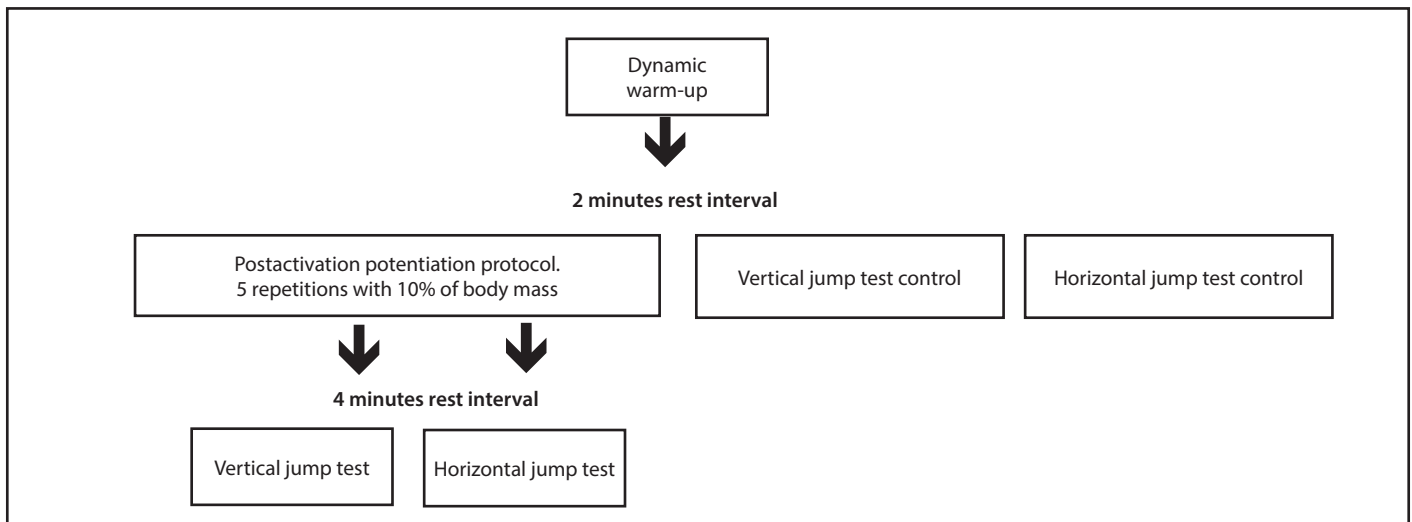 Dynamic
warm-up
2 minutes rest interval
Postactivation potentiation protocol.
5 repetitions with 10% of body mass
Vertical jump test control
Horizontal jump test control
4 minutes rest interval
Vertical jump test
Horizontal jump test